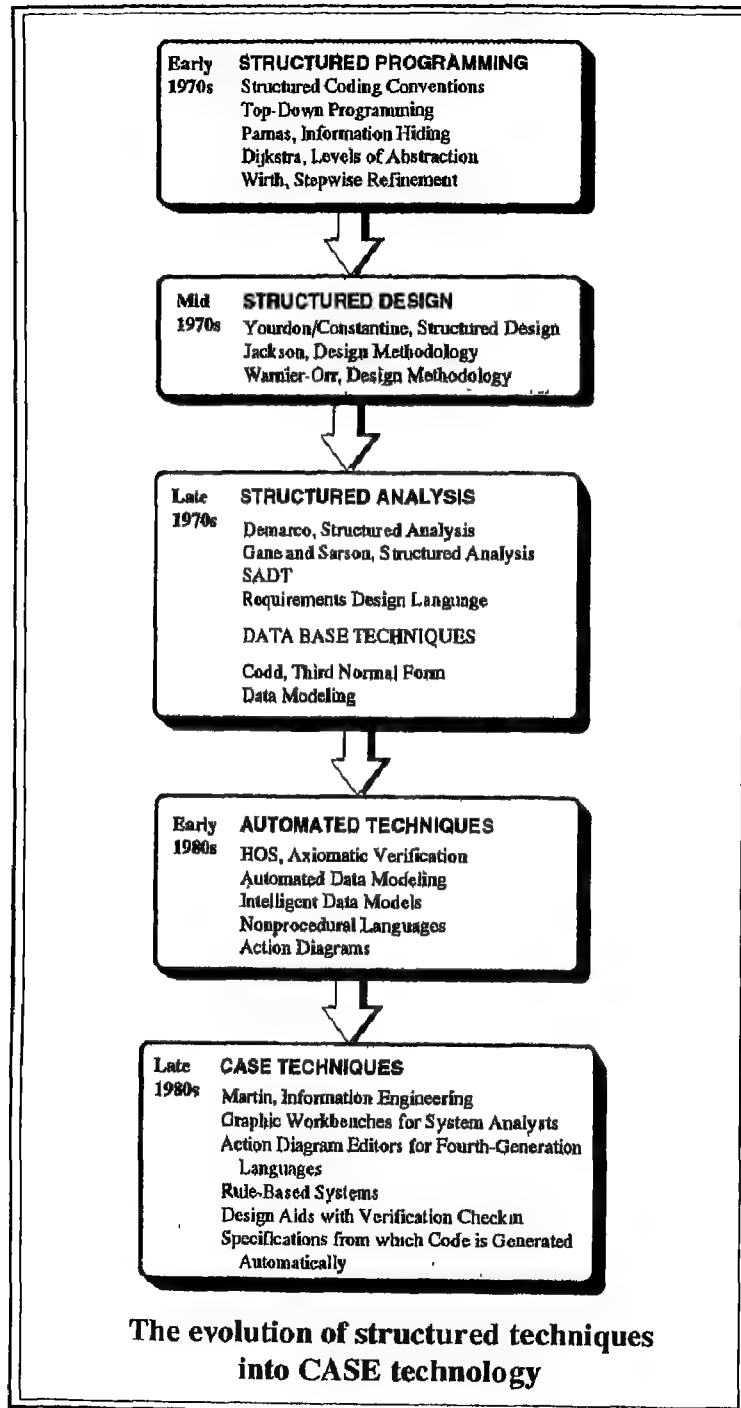 Early STRUCTURED PROGRAMMING
1970s Structured Coding Conventions
Top-Down Programming
Parnas, Information Hiding
Dijkstra, Levels of Abstraction
Wirth, Stepwise Refinement
Mid STRUCTURED DESIGN
1970s Yourdon/Constantine, Structured Design
Jackson, Design Methodology
Warnier-Orr, Design Methodology
Late STRUCTURED ANALYSIS
1970s Demarco, Structured Analysis
Gane and Sarson, Structured Analysis
SADT
Requirements Design Language
DATA BASE TECHNIQUES
Codd, Third Normal Form
Data Modeling
Early AUTOMATED TECHNIQUES
1980s HOS, Axiomatic Verification
Automated Data Modeling
Intelligent Data Models
Nonprocedural Languages
Action Diagrams
Late CASE TECHNIQUES
1980s Martin, Information Engineering
Graphic Workbenches for System Analysts
Action Diagram Editors for Fourth-Generation
Languages
Rule-Based Systems
Design Aids with Verification Checkin
Specifications from which Code is Generated
Automatically
The evolution of structured techniques
into CASE technology